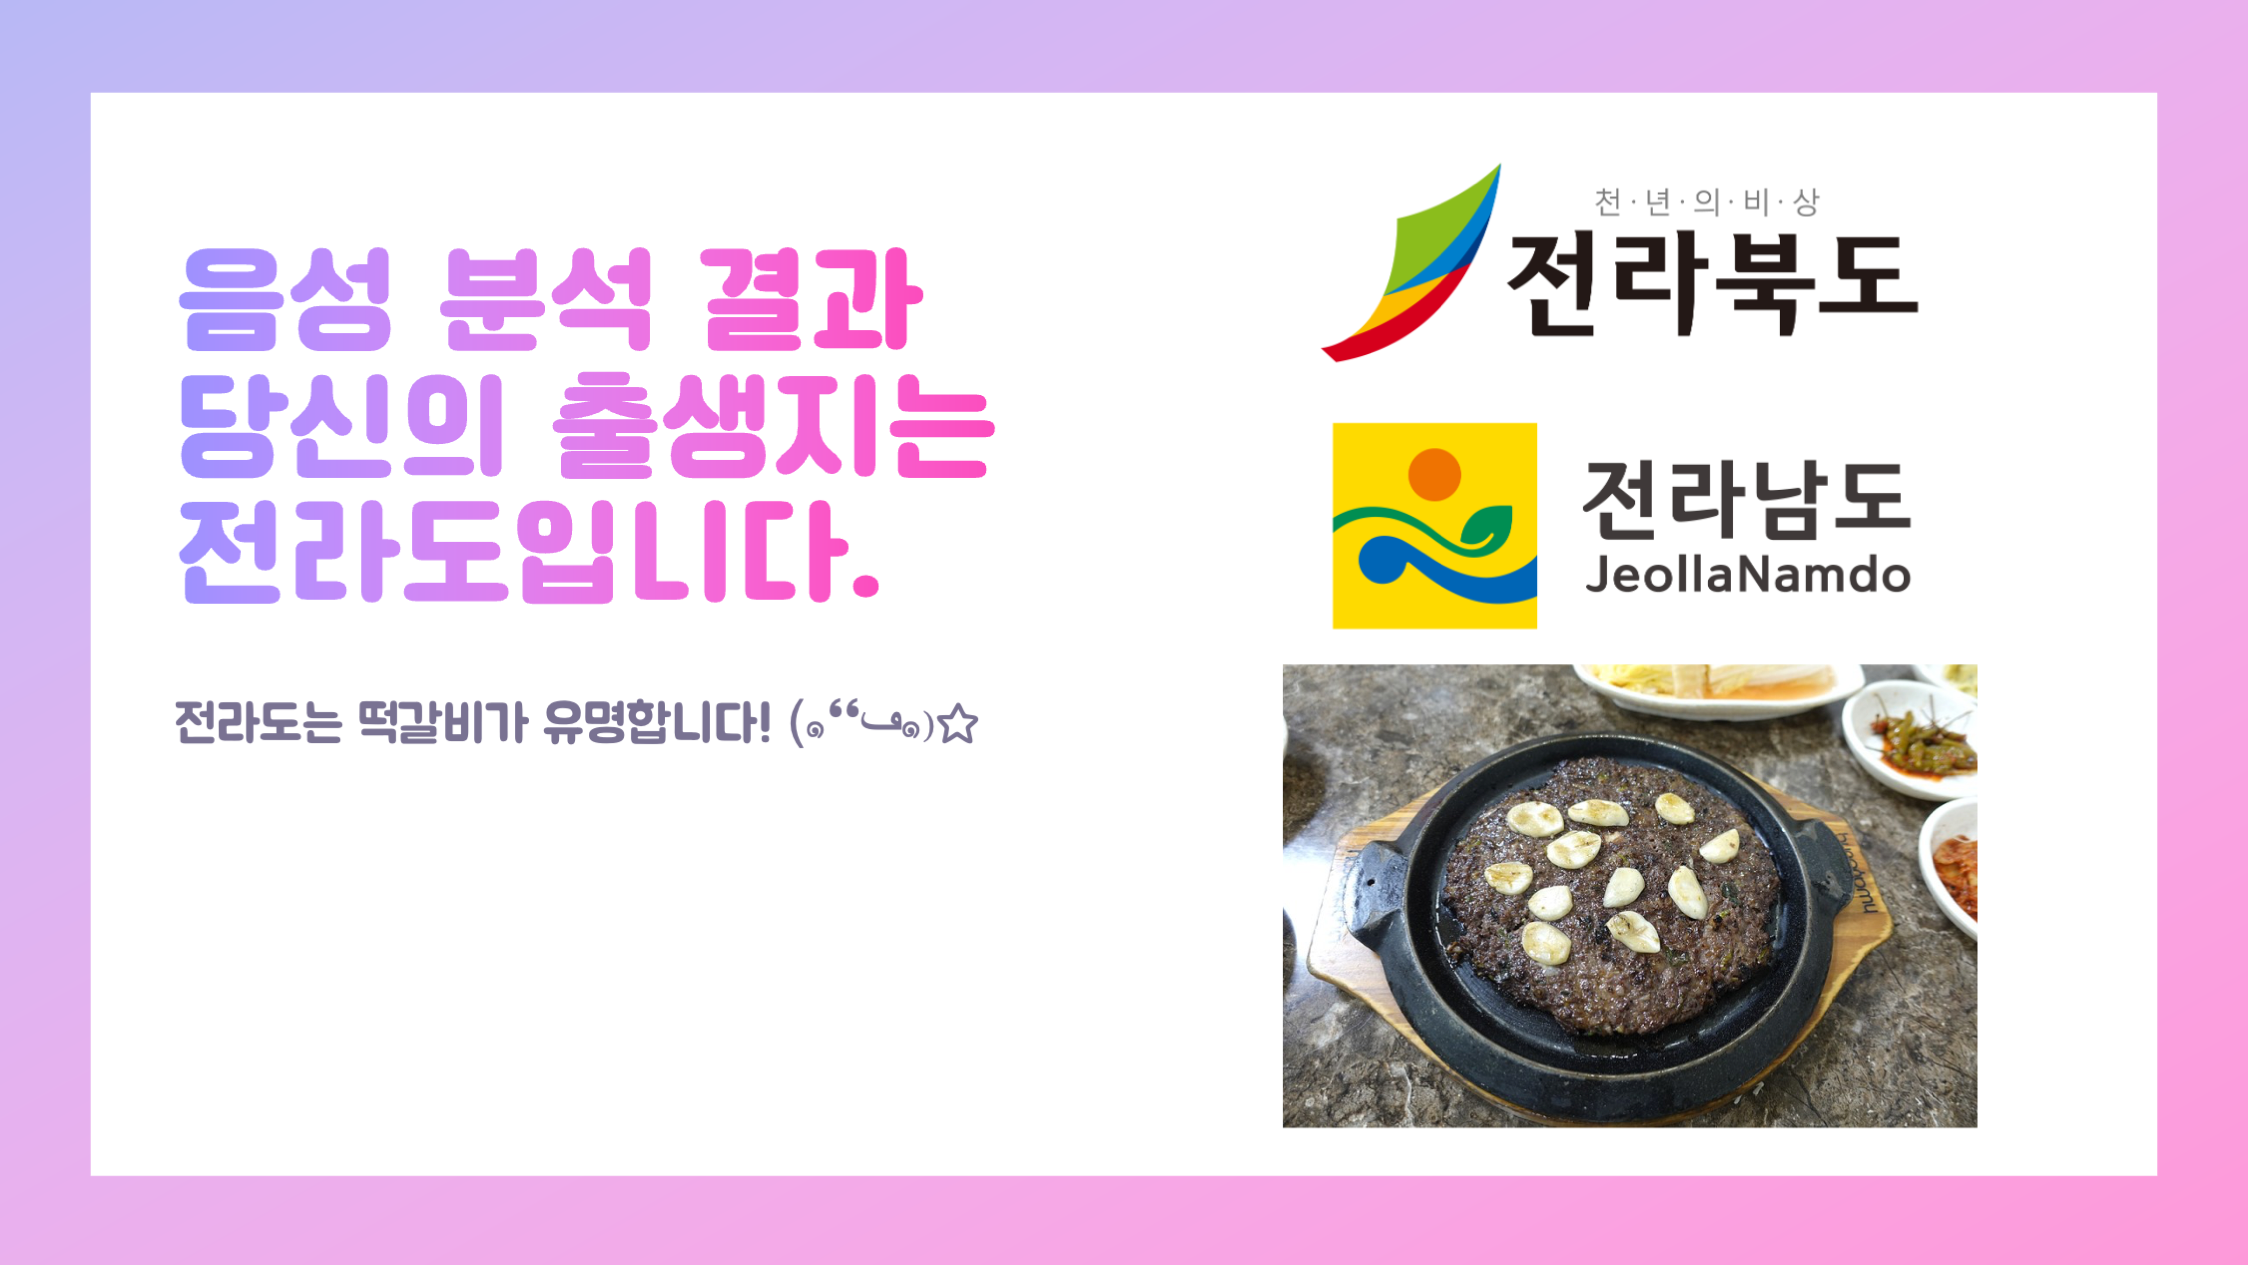 음성 분석 결과
당신의 출생지는
전라도입니다.
전라도는 떡갈비가 유명합니다! (๑❛ڡ๑)☆
천·년·의·비·상
전라북도
전라남도
JeollaNamdo